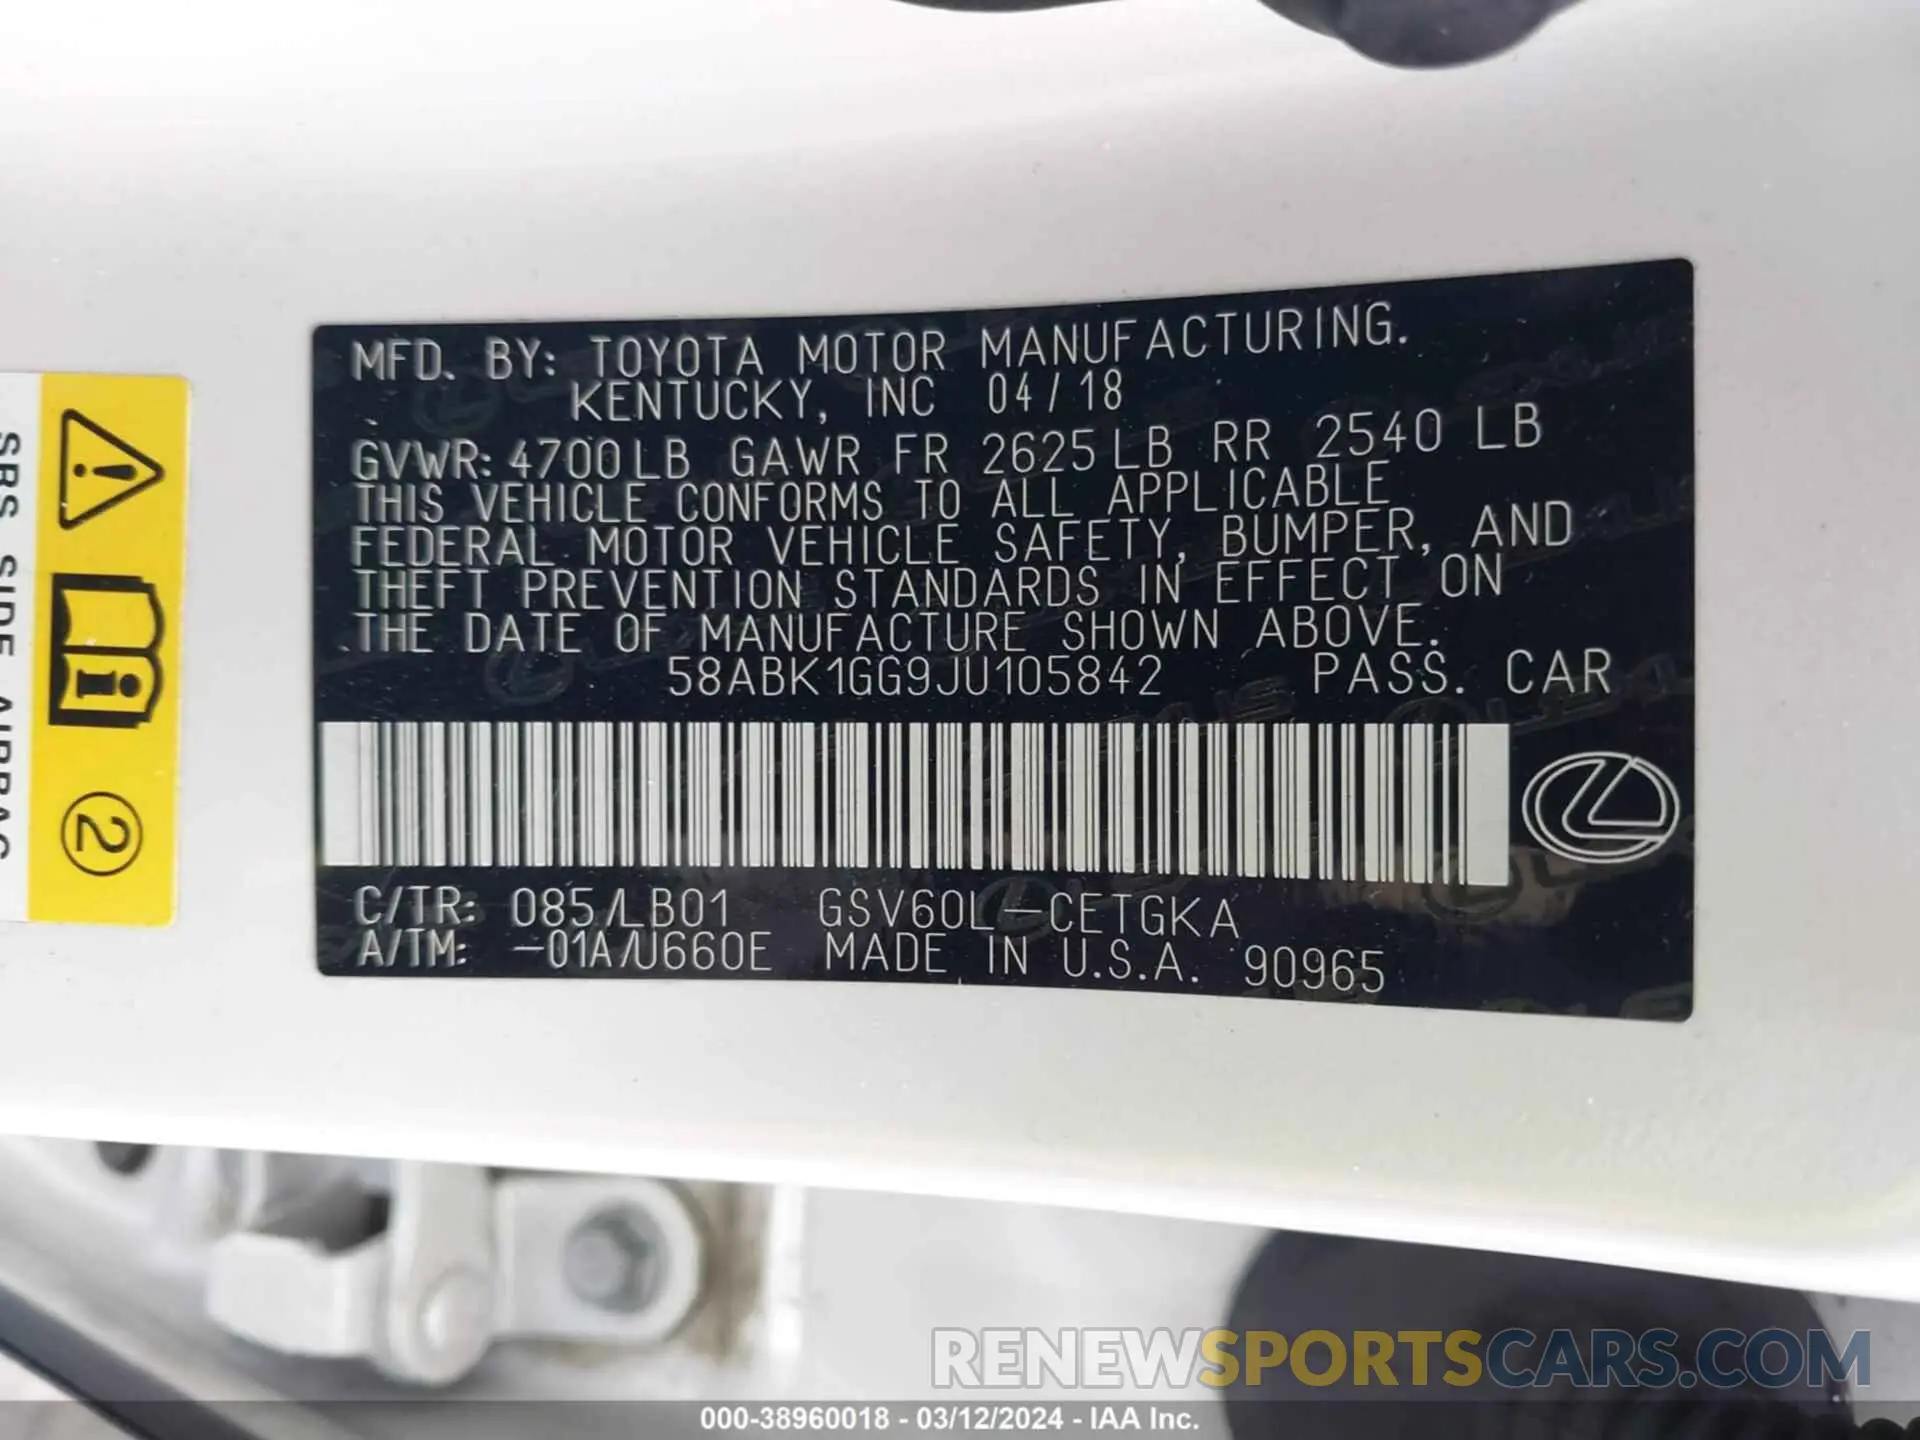 MFD. BY: TOYOTA MOTOR MANUFACTURING.
KENTUCKY, INC 04/18
GVWR: 4700LB GAWR FR 2625LB RR 2540 LB
THIS VEHICLE CONFORMS TO ALL APPLICABLE
FEDERAL MOTOR VEHICLE SAFETY, BUMPER, AND
THEFT PREVENTION STANDARDS IN EFFECT ON
THE DATE OF MANUFACTURE SHOWN ABOVE.
58ABK1GG9JU105842 PASS. CAR
C/TR: 085/LB01 GSV60L-CETGKA
A/TM: -01A/U660E MADE IN U.S.A. 90965
SRS SIDE AIRBAG
2
RENEWSPORTSCARS.COM
000-38960018 - 03/12/2024 - IAA Inc.